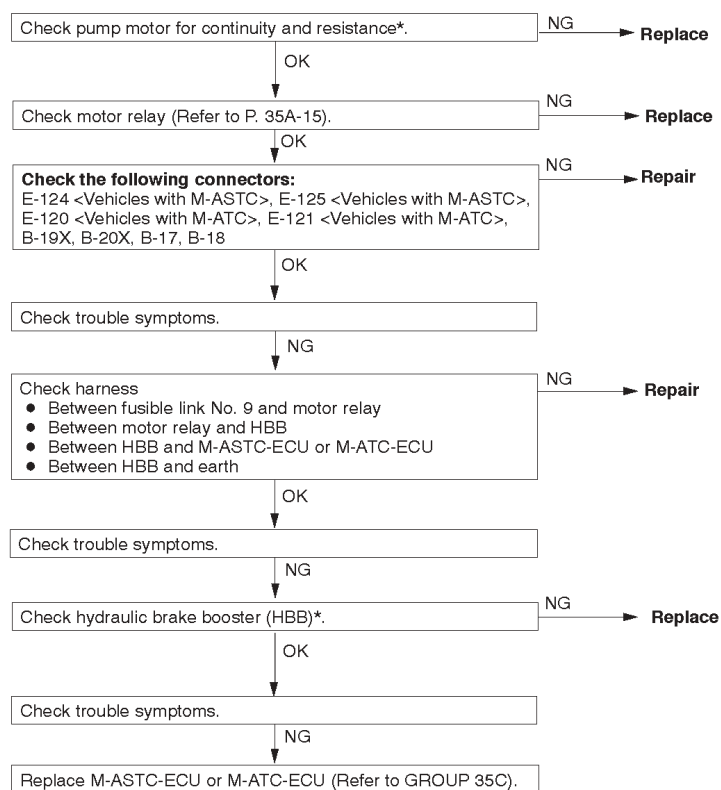 Check pump motor for continuity and resistance*.
NG
Replace
OK
Check motor relay (Refer to P. 35A-15).
NG
Replace
OK
Check the following connectors:
E-124 <Vehicles with M-ASTC>, E-125 <Vehicles with M-ASTC>,
E-120 <Vehicles with M-ATC>, E-121 <Vehicles with M-ATC>,
B-19X, B-20X, B-17, B-18
NG
Repair
OK
Check trouble symptoms.
NG
Check harness
● Between fusible link No. 9 and motor relay
● Between motor relay and HBB
● Between HBB and M-ASTC-ECU or M-ATC-ECU
● Between HBB and earth
NG
Repair
OK
Check trouble symptoms.
NG
Check hydraulic brake booster (HBB)*.
NG
Replace
OK
Check trouble symptoms.
NG
Replace M-ASTC-ECU or M-ATC-ECU (Refer to GROUP 35C).